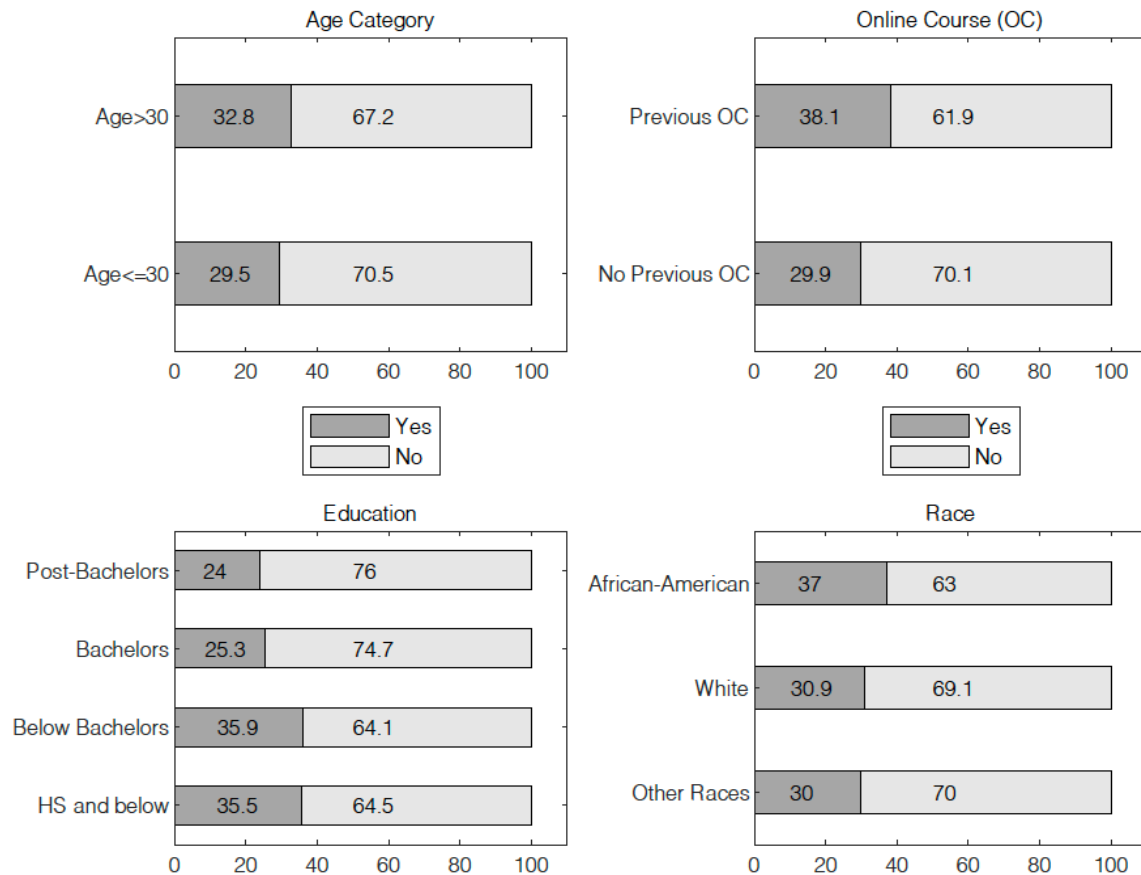 Age Category
Age>30
32.8 67.2
Age<=30
29.5 70.5
0 20 40 60 80 100
Yes
No
Online Course (OC)
Previous OC
38.1 61.9
No Previous OC
29.9 70.1
0 20 40 60 80 100
Yes
No
Education
Post-Bachelors
24 76
Bachelors
25.3 74.7
Below Bachelors
35.9 64.1
HS and below
35.5 64.5
0 20 40 60 80 100
Race
African-American
37 63
White
30.9 69.1
Other Races
30 70
0 20 40 60 80 100